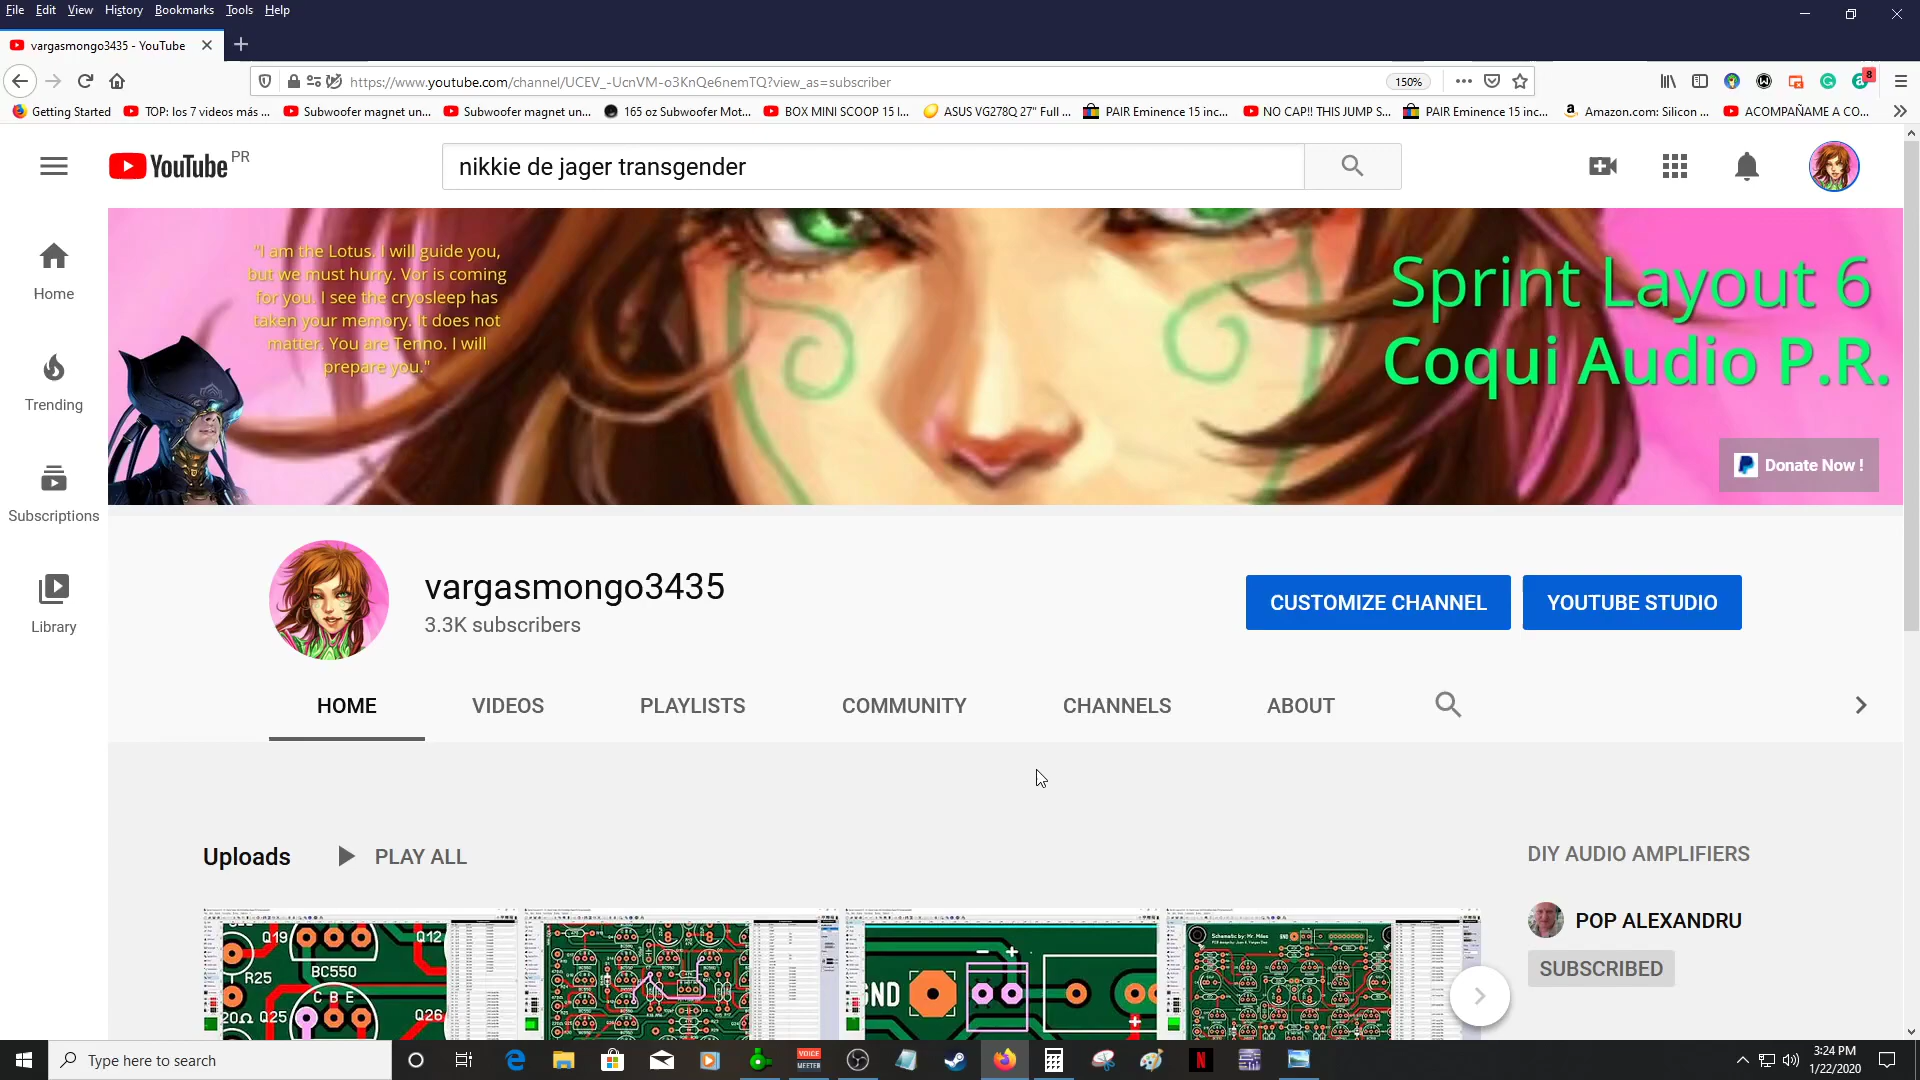 File Edit View History Bookmarks Tools Help
vargasmongo3435 - YouTube
https://www.youtube.com/channel/UCEV_-UcnVM-o3KnQe6nemTQ?view_as=subscriber
150%
8
Getting Started TOP: los 7 videos más ... Subwoofer magnet un... Subwoofer magnet un... 165 oz Subwoofer Mot... BOX MINI SCOOP 15 I... ASUS VG278Q 27" Full ... PAIR Eminence 15 inc... NO CAP!! THIS JUMP S... PAIR Eminence 15 inc... Amazon.com: Silicon ... ACOMPAÑAME A CO...
YouTube PR
nikkie de jager transgender
Home
Trending
Subscriptions
Library
"I am the Lotus. I will guide you,
but we must hurry. Vor is coming
for you. I see the cryosleep has
taken your memory. It does not
matter. You are Tenno. I will
prepare you."
Sprint Layout 6
Coqui Audio P.R.
Donate Now !
vargasmongo3435
3.3K subscribers
CUSTOMIZE CHANNEL YOUTUBE STUDIO
HOME VIDEOS PLAYLISTS COMMUNITY CHANNELS ABOUT
Uploads PLAY ALL
DIY AUDIO AMPLIFIERS
POP ALEXANDRU
SUBSCRIBED
Q19 Q12
R25
BC550
C B E
20Ω Q25 Q26
- +
GND
+
Type here to search
VOICE
MEETER
3:24 PM
1/22/2020